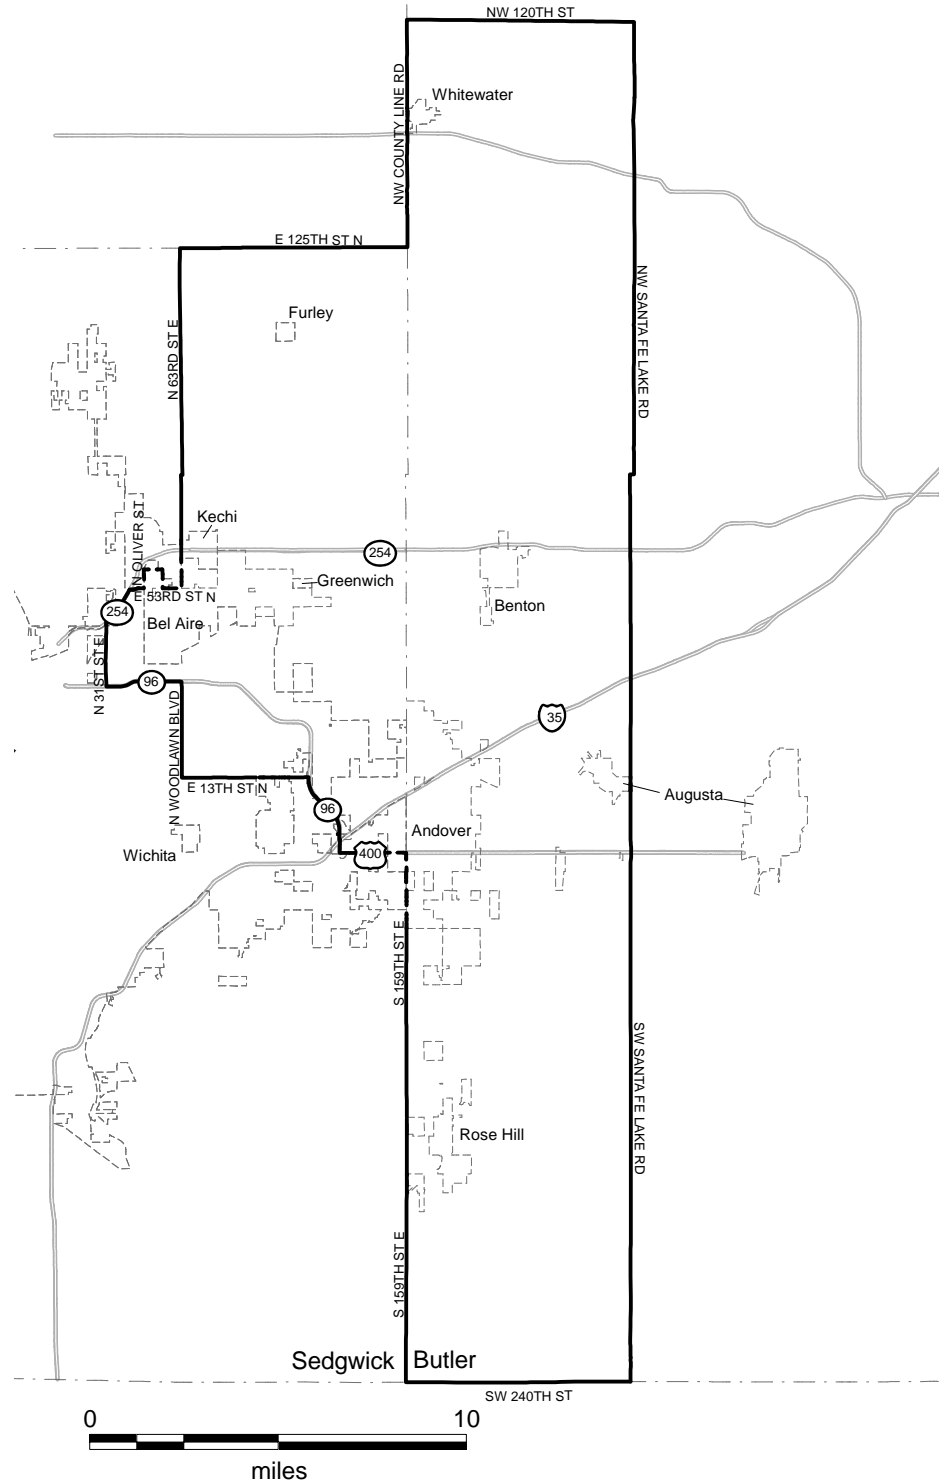 NW 120TH ST
NW COUNTY LINE RD
Whitewater
E 125TH ST N
NW SANTA FE LAKE RD
Furley
N 63RD ST E
N OLIVER ST
Kechi
254
Greenwich
E 53RD ST N
Benton
254
Bel Aire
N 31ST ST E
96
N WOODLAWN BLVD
35
E 13TH ST N
Augusta
96
Andover
Wichita
400
S 159TH ST E
SW SANTA FE LAKE RD
Rose Hill
S 159TH ST E
Sedgwick Butler
SW 240TH ST
0 10
miles